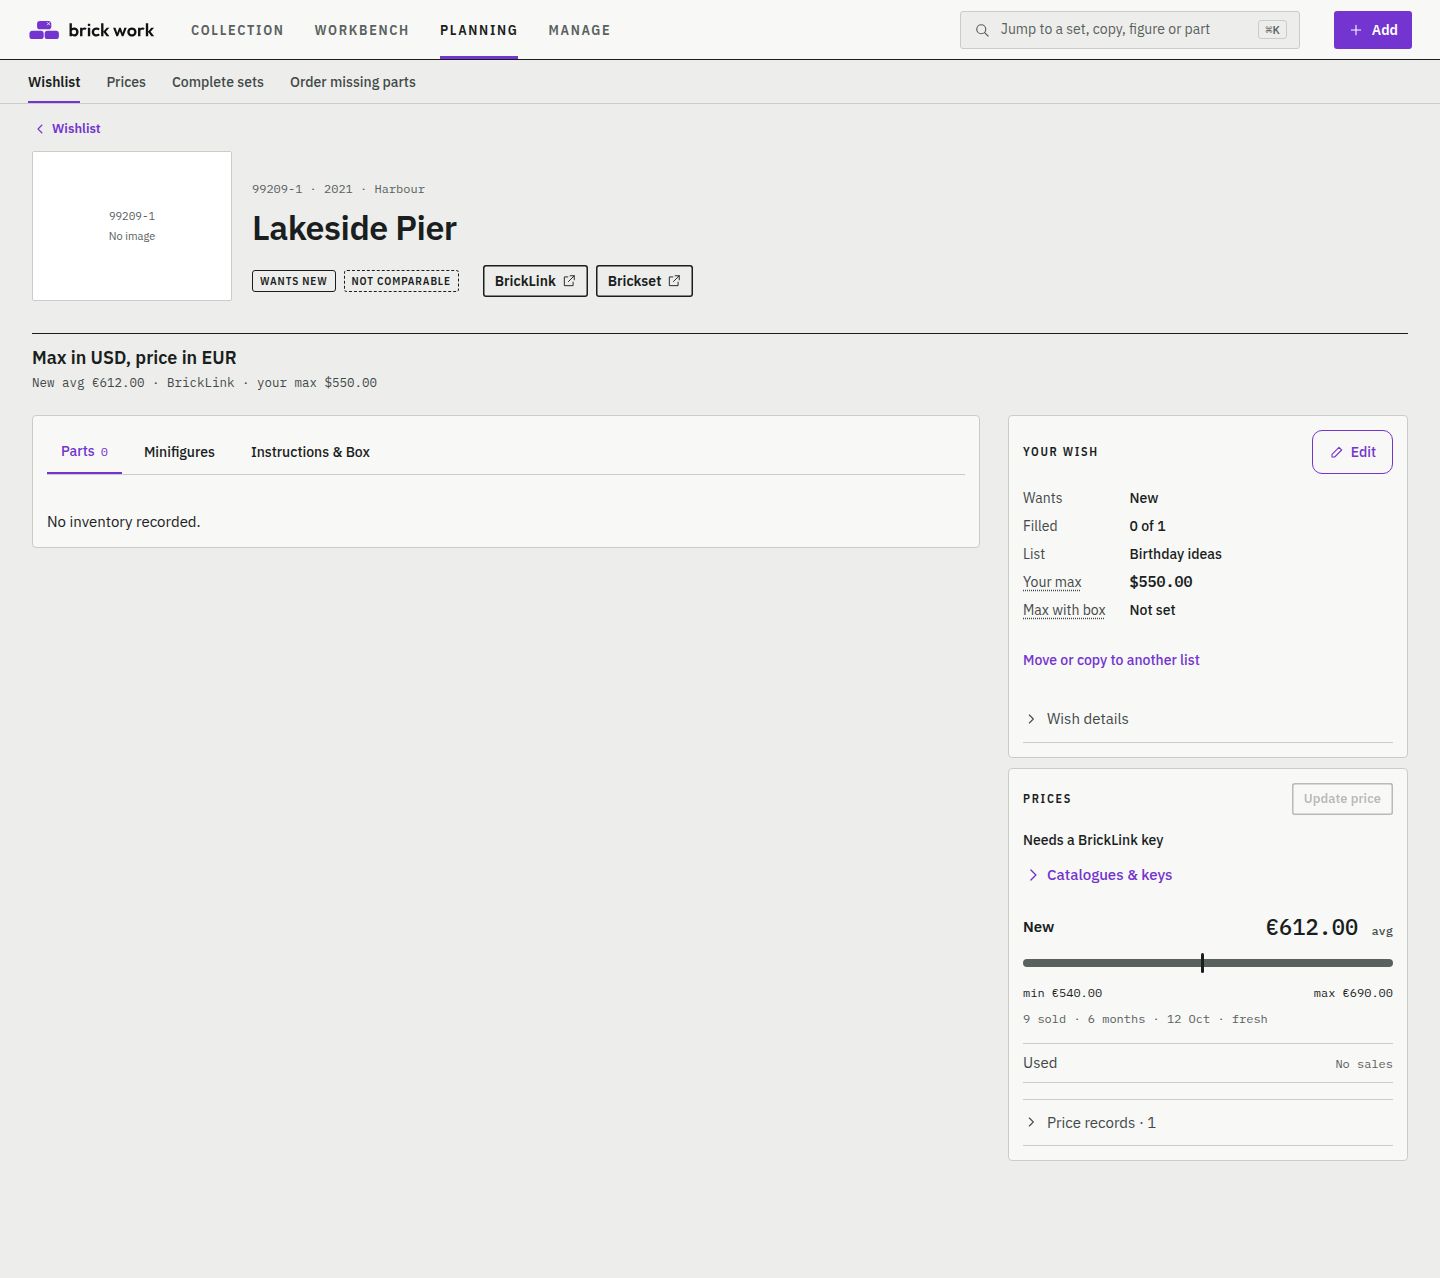 brick work
COLLECTION
WORKBENCH
PLANNING
MANAGE
Jump to a set, copy, figure or part
⌘K
Add
Wishlist
Prices
Complete sets
Order missing parts
Wishlist
99209-1
No image
99209-1 · 2021 · Harbour
Lakeside Pier
WANTS NEW
NOT COMPARABLE
BrickLink
Brickset
Max in USD, price in EUR
New avg €612.00 · BrickLink · your max $550.00
Parts 0
Minifigures
Instructions & Box
No inventory recorded.
YOUR WISH
Edit
Wants New
Filled 0 of 1
List Birthday ideas
Your max $550.00
Max with box Not set
Move or copy to another list
Wish details
PRICES
Update price
Needs a BrickLink key
Catalogues & keys
New €612.00 avg
min €540.00 max €690.00
9 sold · 6 months · 12 Oct · fresh
Used No sales
Price records · 1